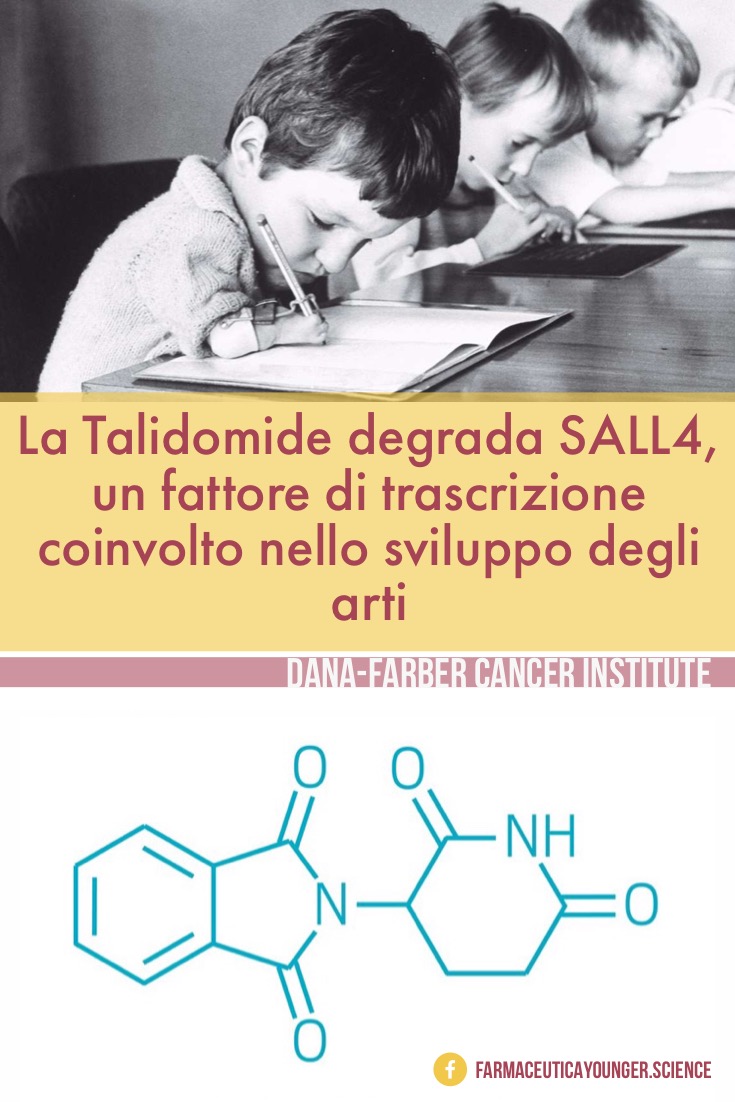 La Talidomide degrada SALL4,
un fattore di trascrizione
coinvolto nello sviluppo degli
arti
DANA-FARBER CANCER INSTITUTE
O
O
NH
N
O
O
f FARMACEUTICAYOUNGER.SCIENCE